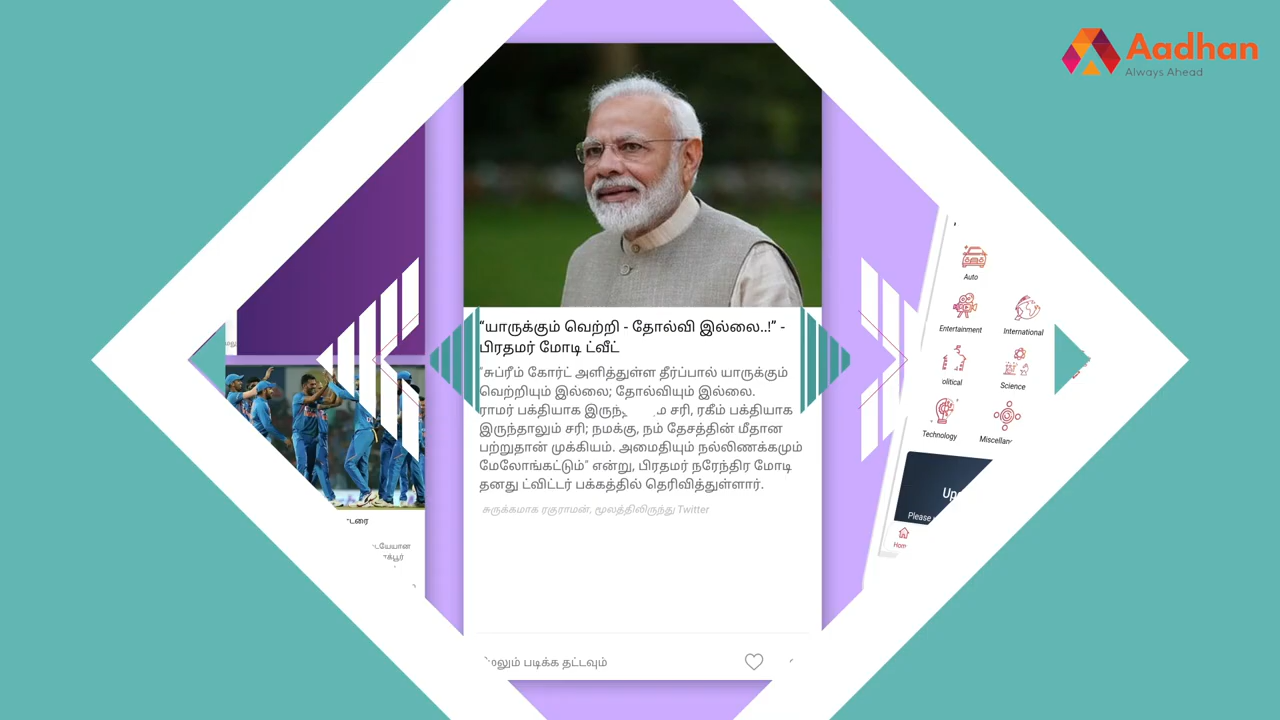 Aadhan
Always Ahead
“யாருக்கும் வெற்றி - தோல்வி இல்லை..!” -
பிரதமர் மோடி ட்வீட்
"சுப்ரீம் கோர்ட் அளித்துள்ள தீர்ப்பால் யாருக்கும்
வெற்றியும் இல்லை; தோல்வியும் இல்லை.
ராமர் பக்தியாக சரி, ரகீம் பக்தியாக
இருந்தாலும் சரி; நமக்கு, நம் தேசத்தின் மீதான
பற்றுதான் முக்கியம். அமைதியும் நல்லிணக்கமும்
மேலோங்கட்டும்" என்று, பிரதமர் நரேந்திர மோடி
தனது ட்விட்டர் பக்கத்தில் தெரிவித்துள்ளார்.
சுருக்கமாக ரகுராமன், மூலத்திலிருந்து Twitter
படிக்க தட்டவும்
Auto
Entertainment
International
Science
Technology
Please